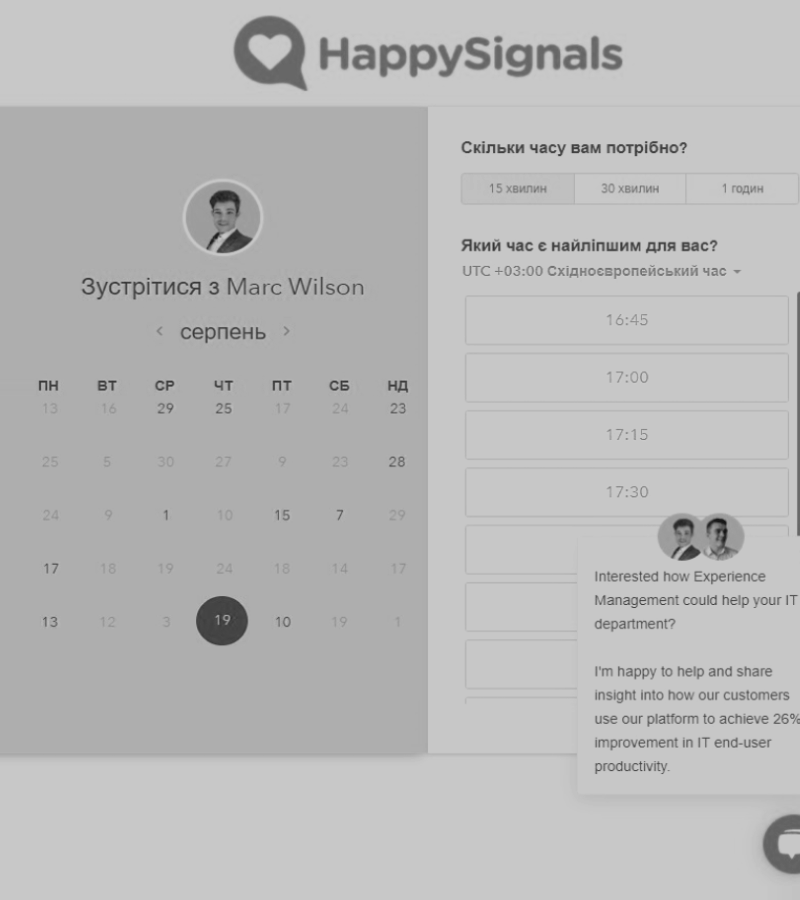 HappySignals
Зустрітися з Marc Wilson
серпень
ПН ВТ СР ЧТ ПТ СБ НД
13 16 29 25 17 24 23
25 5 30 27 9 23 28
24 9 1 10 15 7 29
17 18 19 24 18 14 17
13 12 3 19 10 19 1
Скільки часу вам потрібно?
15 хвилин 30 хвилин 1 годин
Який час є найліпшим для вас?
UTC +03:00 Східноєвропейський час
16:45
17:00
17:15
17:30
Interested how Experience
Management could help your IT
department?
I'm happy to help and share
insight into how our customers
use our platform to achieve 26%
improvement in IT end-user
productivity.